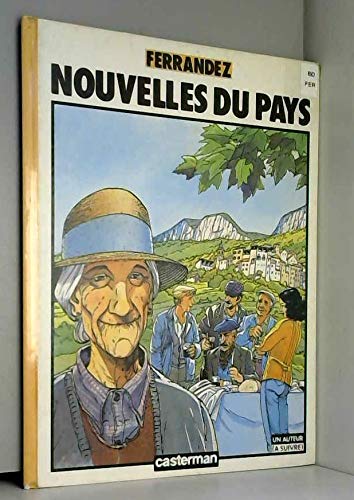 FERRANDEZ
BD
FER
NOUVELLES DU PAYS
UN AUTEUR
(A SUIVRE)
casterman